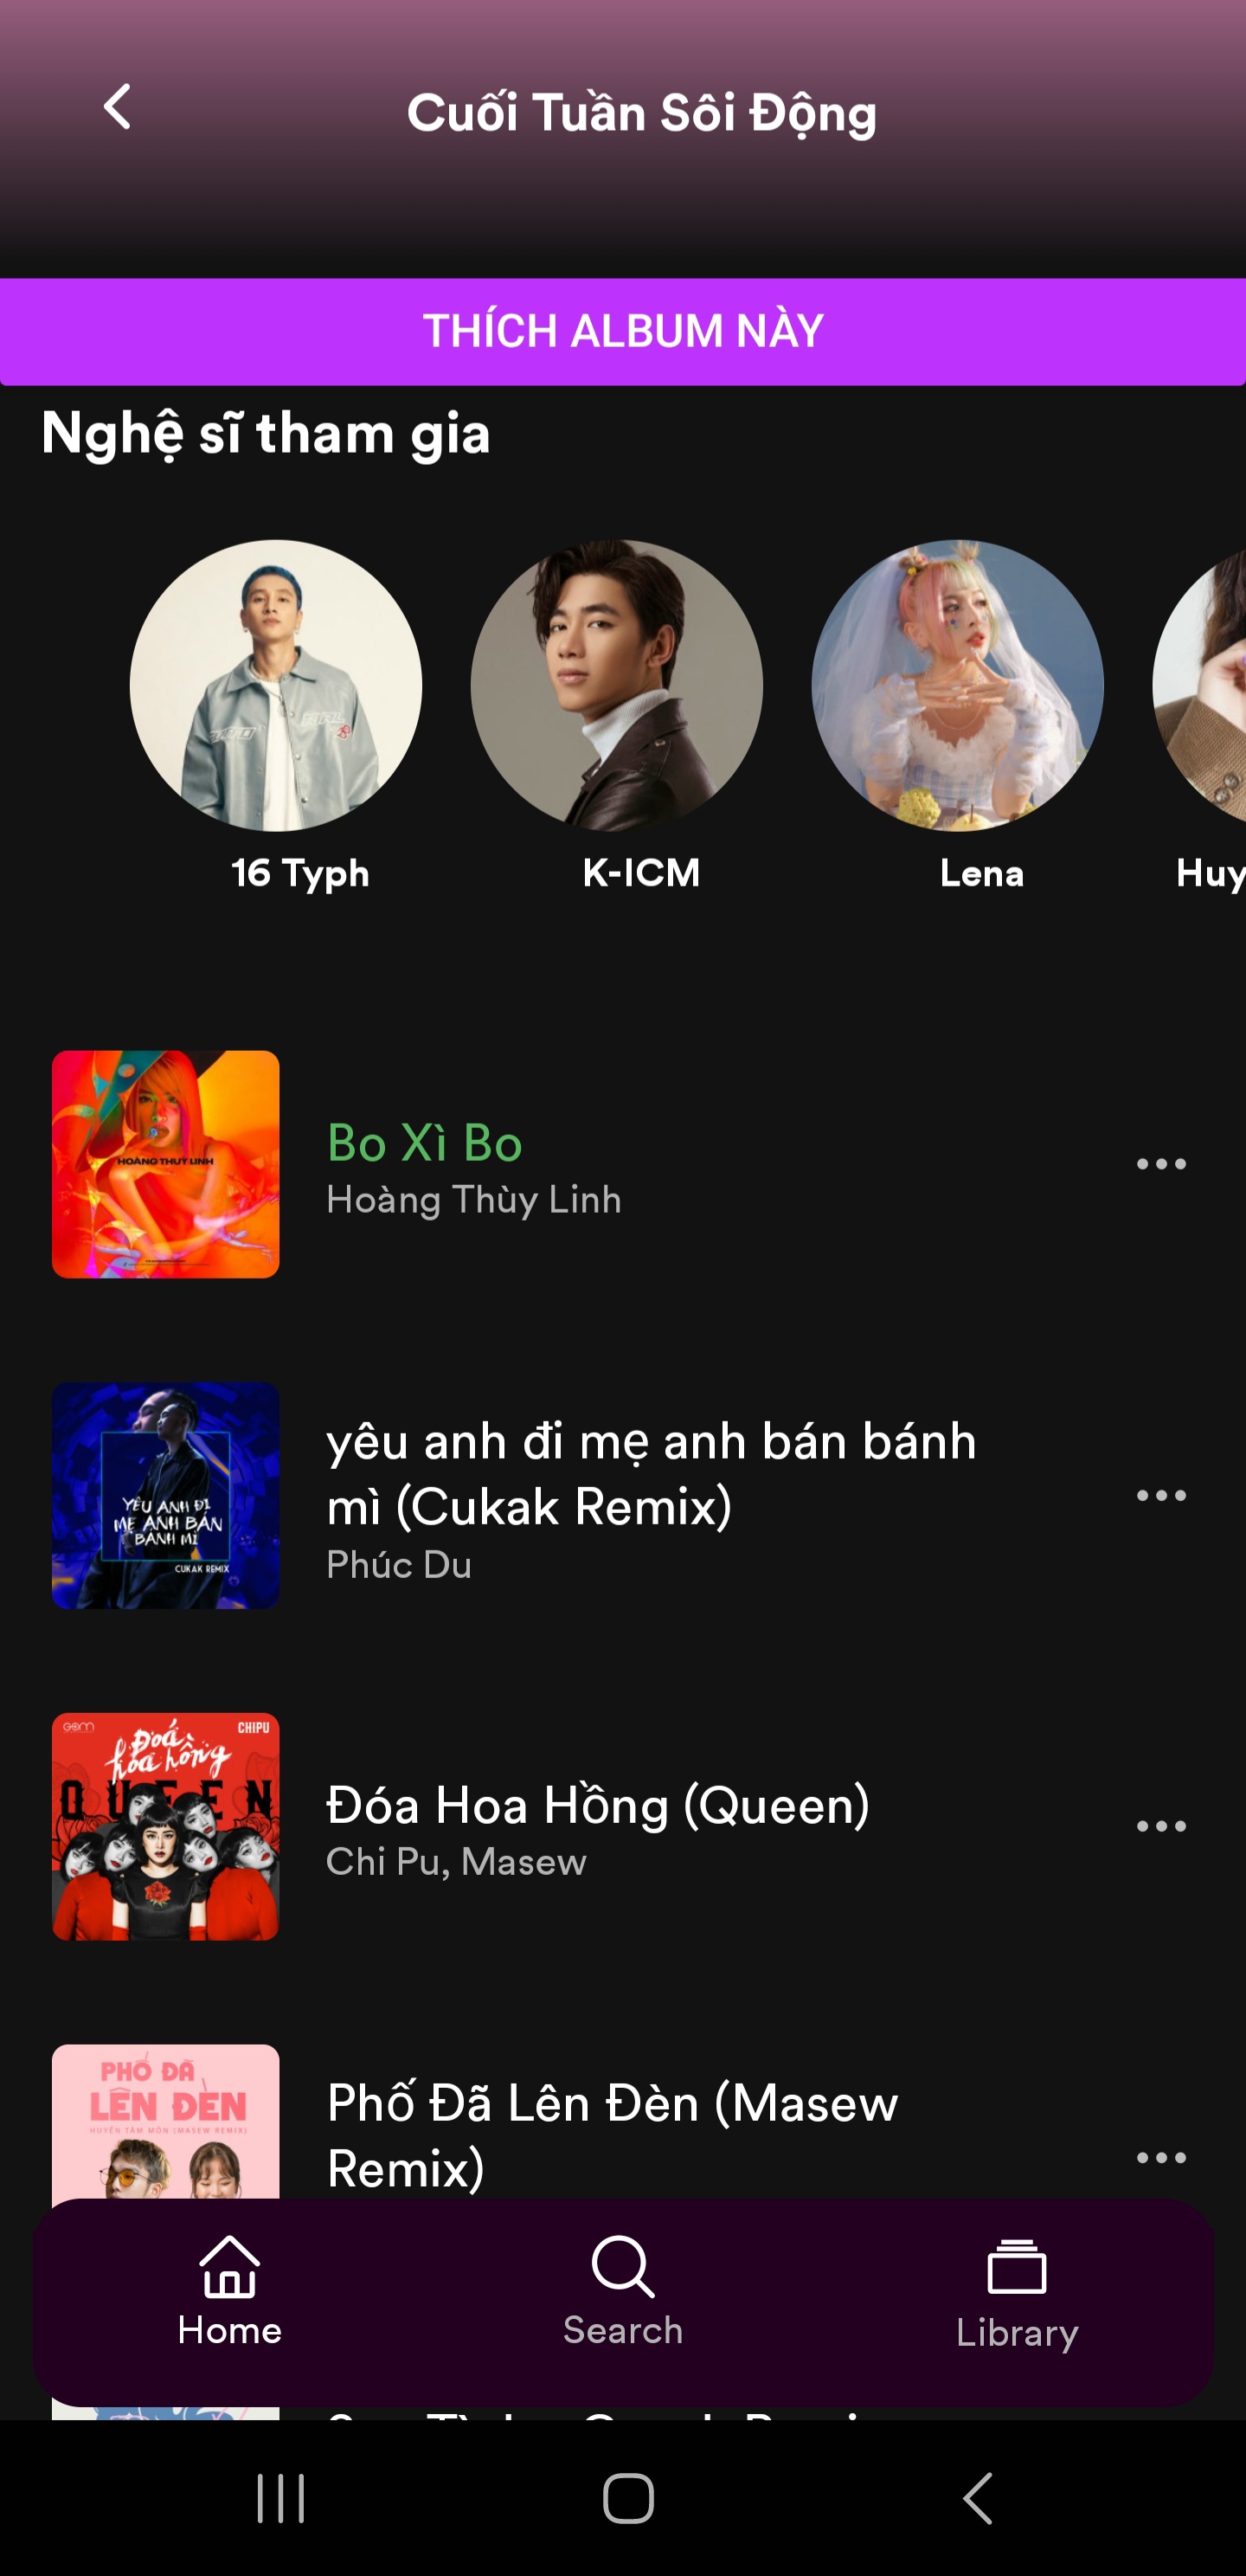 Cuối Tuần Sôi Động
THÍCH ALBUM NÀY
Nghệ sĩ tham gia
16 Typh
K-ICM
Lena
Huy
HOÀNG THUỲ LINH
Bo Xì Bo
Hoàng Thùy Linh
YÊU ANH ĐI
MẸ ANH BÁN
BÁNH MÌ
CUKAK REMIX
yêu anh đi mẹ anh bán bánh
mì (Cukak Remix)
Phúc Du
CHIPU
Đoá
hoa hồng
QUEEN
Đóa Hoa Hồng (Queen)
Chi Pu, Masew
PHỐ ĐÃ
LÊN ĐÈN
HUYỀN TÂM MÔN (MASEW REMIX)
Phố Đã Lên Đèn (Masew
Remix)
Home
Search
Library